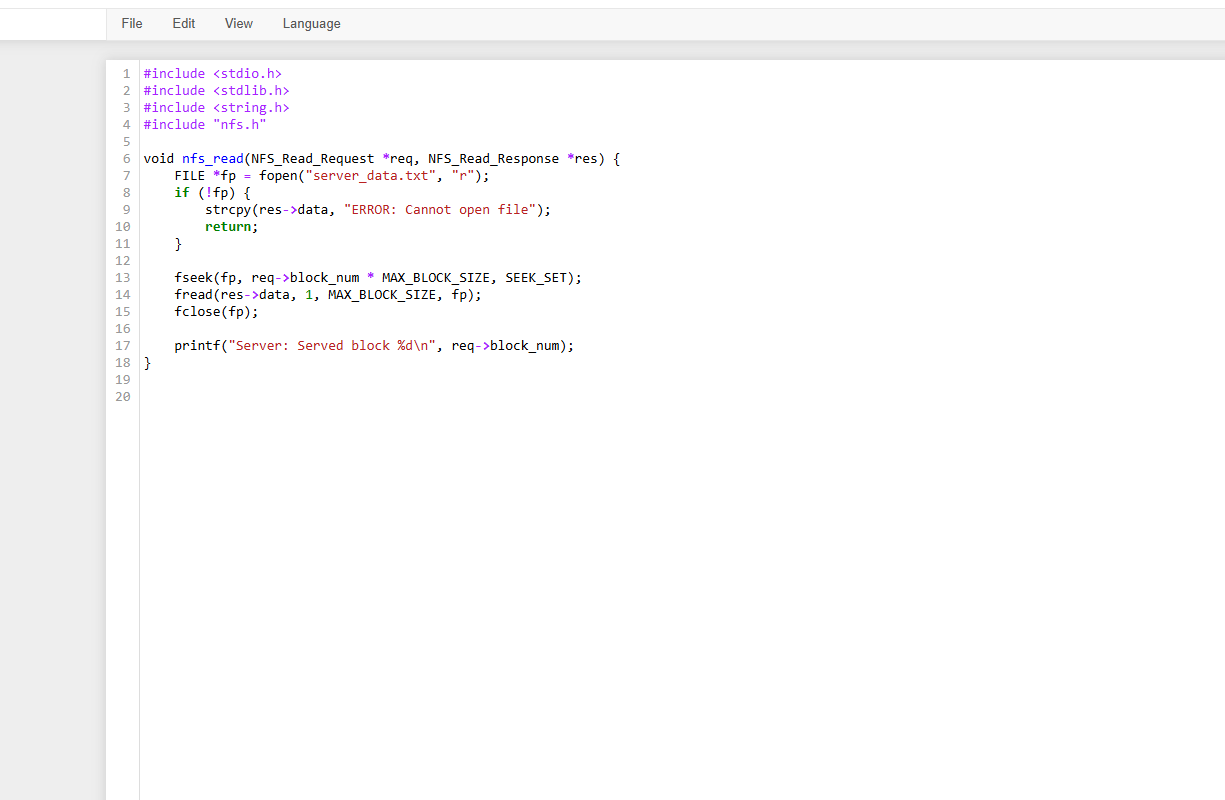 File Edit View Language
1 #include <stdio.h>
2 #include <stdlib.h>
3 #include <string.h>
4 #include "nfs.h"
5
6 void nfs_read(NFS_Read_Request *req, NFS_Read_Response *res) {
7     FILE *fp = fopen("server_data.txt", "r");
8     if (!fp) {
9         strcpy(res->data, "ERROR: Cannot open file");
10         return;
11     }
12
13     fseek(fp, req->block_num * MAX_BLOCK_SIZE, SEEK_SET);
14     fread(res->data, 1, MAX_BLOCK_SIZE, fp);
15     fclose(fp);
16
17     printf("Server: Served block %d\n", req->block_num);
18 }
19
20